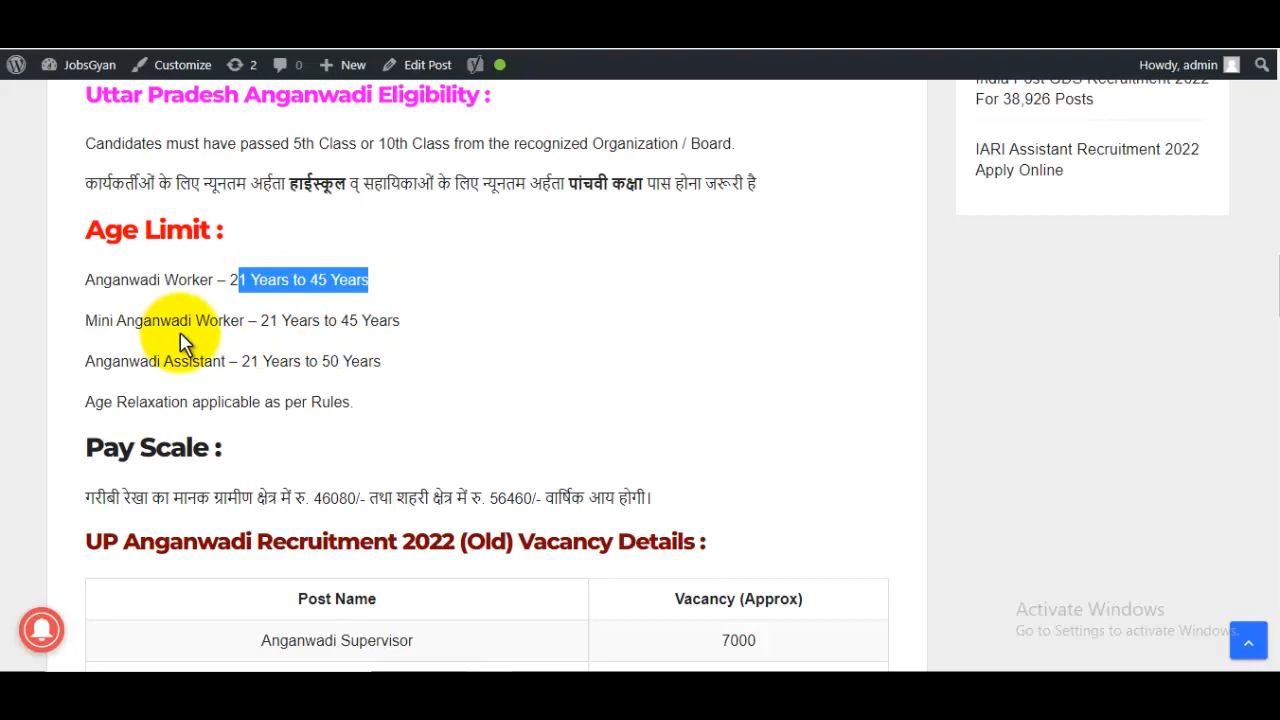 JobsGyan Customize 2 0 New Edit Post Howdy, admin
India Post GDS Recruitment 2022
For 38,926 Posts
IARI Assistant Recruitment 2022
Apply Online
Uttar Pradesh Anganwadi Eligibility :
Candidates must have passed 5th Class or 10th Class from the recognized Organization / Board.
कार्यकर्तीओं के लिए न्यूनतम अर्हता हाईस्कूल व् सहायिकाओं के लिए न्यूनतम अर्हता पांचवी कक्षा पास होना जरूरी है
Age Limit :
Anganwadi Worker – 21 Years to 45 Years
Mini Anganwadi Worker – 21 Years to 45 Years
Anganwadi Assistant – 21 Years to 50 Years
Age Relaxation applicable as per Rules.
Pay Scale :
गरीबी रेखा का मानक ग्रामीण क्षेत्र में रु. 46080/- तथा शहरी क्षेत्र में रु. 56460/- वार्षिक आय होगी।
UP Anganwadi Recruitment 2022 (Old) Vacancy Details :
Post Name Vacancy (Approx)
Anganwadi Supervisor 7000
Activate Windows
Go to Settings to activate Windows.